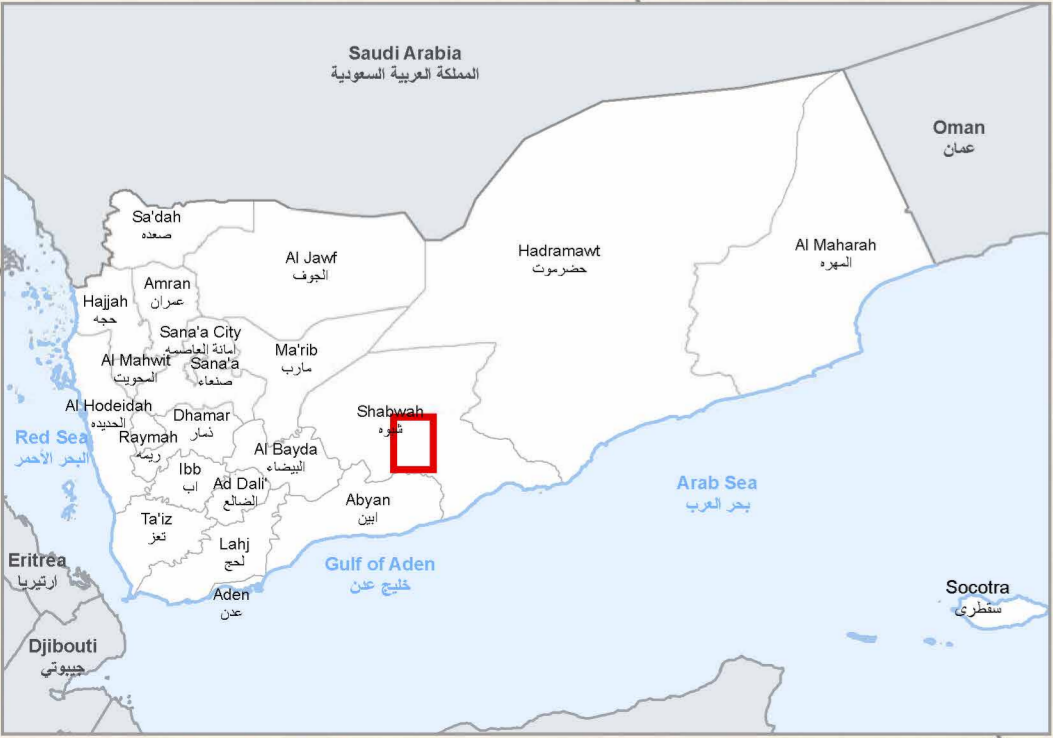 Saudi Arabia
المملكة العربية السعودية
Oman
عمان
Sa'dah
صعده
Al Jawf
الجوف
Hadramawt
حضرموت
Al Maharah
المهره
Amran
عمران
Hajjah
حجه
Sana'a City
امانة العاصمه
Ma'rib
مارب
Al Mahwit
المحويت
Sana'a
صنعاء
Al Hodeidah
الحديده
Dhamar
ذمار
Shabwah
شبوه
Red Sea
البحر الأحمر
Raymah
ريمه
Al Bayda
البيضاء
Ibb
اب
Ad Dali'
الضالع
Abyan
ابين
Arab Sea
بحر العرب
Ta'iz
تعز
Lahj
لحج
Gulf of Aden
خليج عدن
Eritrea
ارتيريا
Aden
عدن
Socotra
سقطرى
Djibouti
جيبوتي